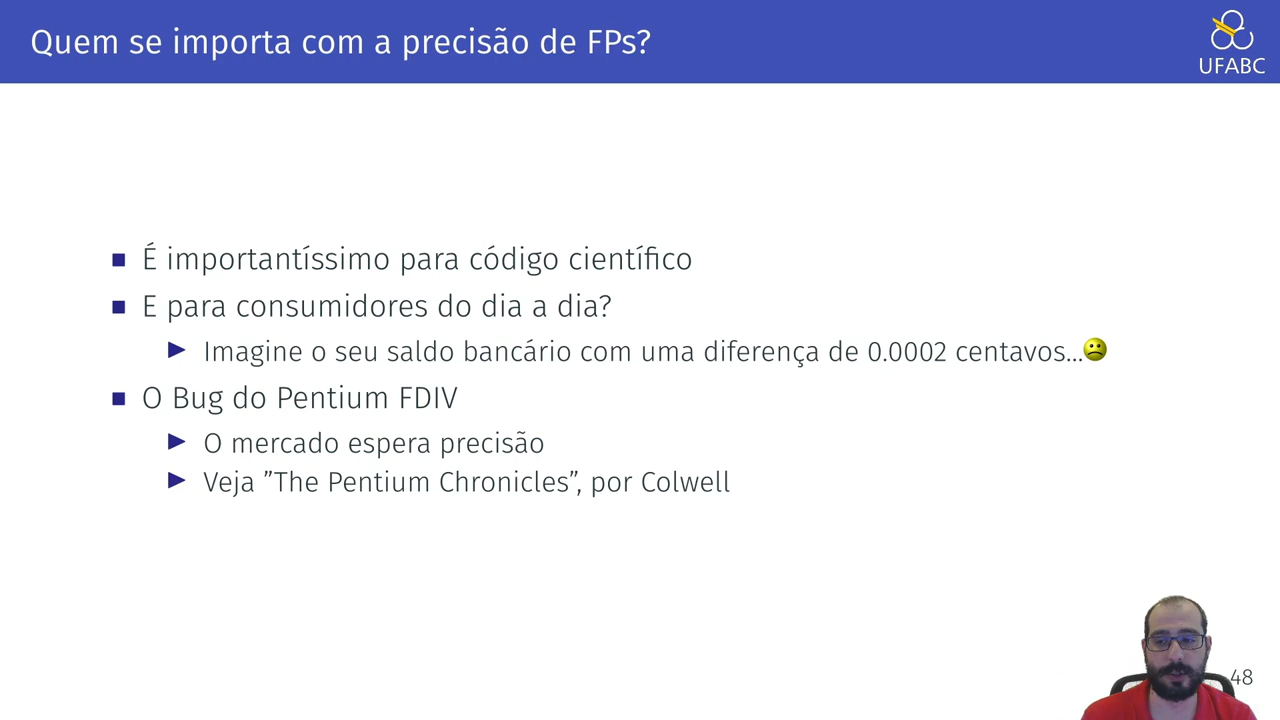 Quem se importa com a precisão de FPs?
UFABC
É importantíssimo para código científico
E para consumidores do dia a dia?
Imagine o seu saldo bancário com uma diferença de 0.0002 centavos...
O Bug do Pentium FDIV
O mercado espera precisão
Veja ”The Pentium Chronicles”, por Colwell
48